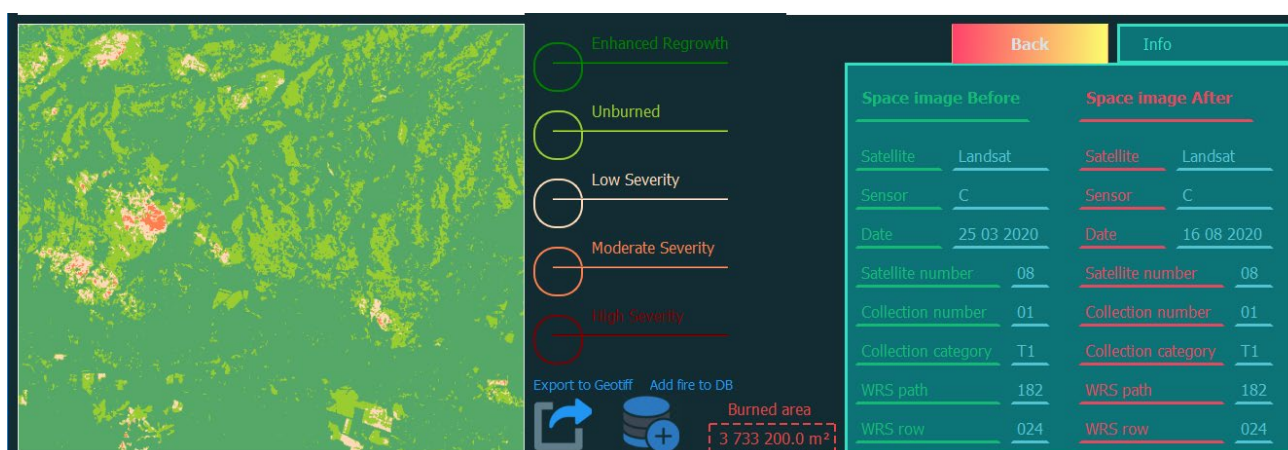 Enhanced Regrowth
Unburned
Low Severity
Moderate Severity
High Severity
Export to Geotiff Add fire to DB
Burned area
3 733 200.0 m²
Back Info
Space image Before Space image After
Satellite Landsat Satellite Landsat
Sensor C Sensor C
Date 25 03 2020 Date 16 08 2020
Satellite number 08 Satellite number 08
Collection number 01 Collection number 01
Collection category T1 Collection category T1
WRS path 182 WRS path 182
WRS row 024 WRS row 024